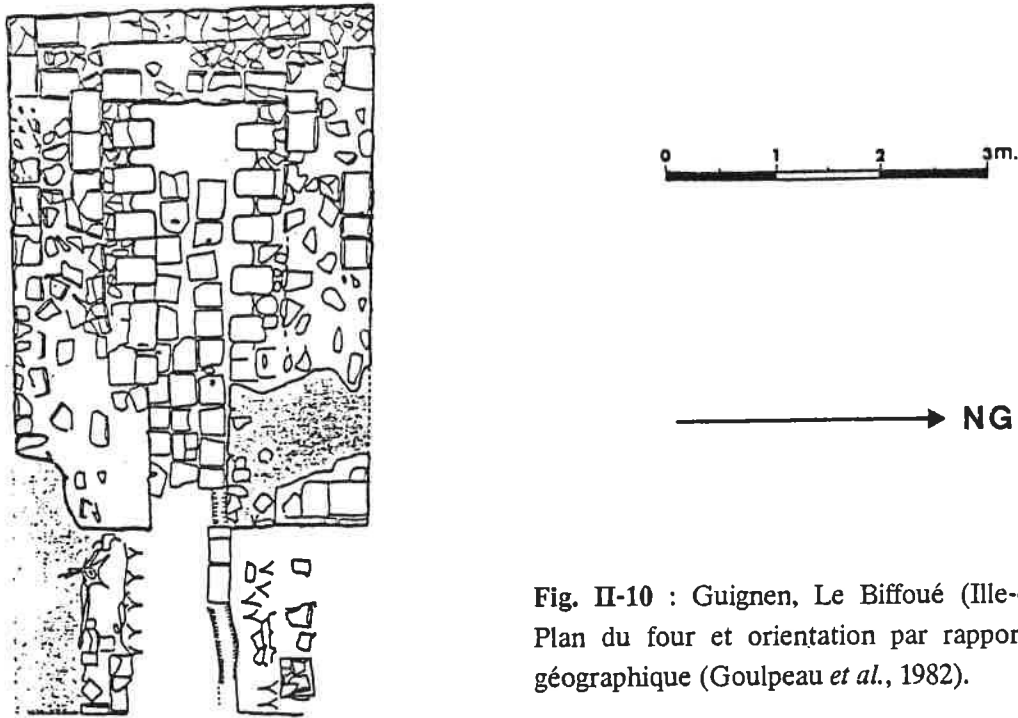 0 1 2 3m.
NG
Fig. II-10 : Guignen, Le Biffoué (Ille-
Plan du four et orientation par rappor
géographique (Goulpeau et al., 1982).